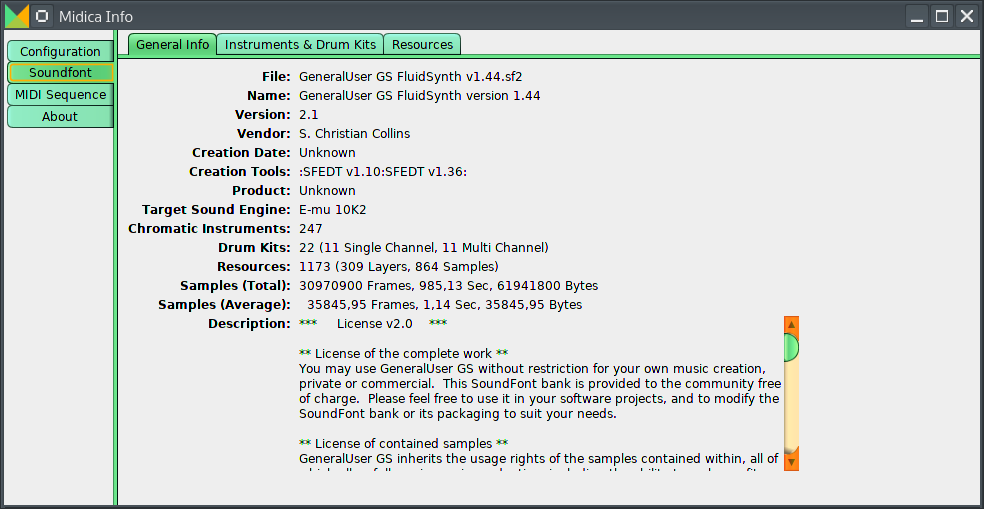 Midica Info
Configuration
Soundfont
MIDI Sequence
About
General Info Instruments & Drum Kits Resources
File: GeneralUser GS FluidSynth v1.44.sf2
Name: GeneralUser GS FluidSynth version 1.44
Version: 2.1
Vendor: S. Christian Collins
Creation Date: Unknown
Creation Tools: :SFEDT v1.10:SFEDT v1.36:
Product: Unknown
Target Sound Engine: E-mu 10K2
Chromatic Instruments: 247
Drum Kits: 22 (11 Single Channel, 11 Multi Channel)
Resources: 1173 (309 Layers, 864 Samples)
Samples (Total): 30970900 Frames, 985,13 Sec, 61941800 Bytes
Samples (Average): 35845,95 Frames, 1,14 Sec, 35845,95 Bytes
Description: *** License v2.0 ***
** License of the complete work **
You may use GeneralUser GS without restriction for your own music creation,
private or commercial. This SoundFont bank is provided to the community free
of charge. Please feel free to use it in your software projects, and to modify the
SoundFont bank or its packaging to suit your needs.
** License of contained samples **
GeneralUser GS inherits the usage rights of the samples contained within, all of